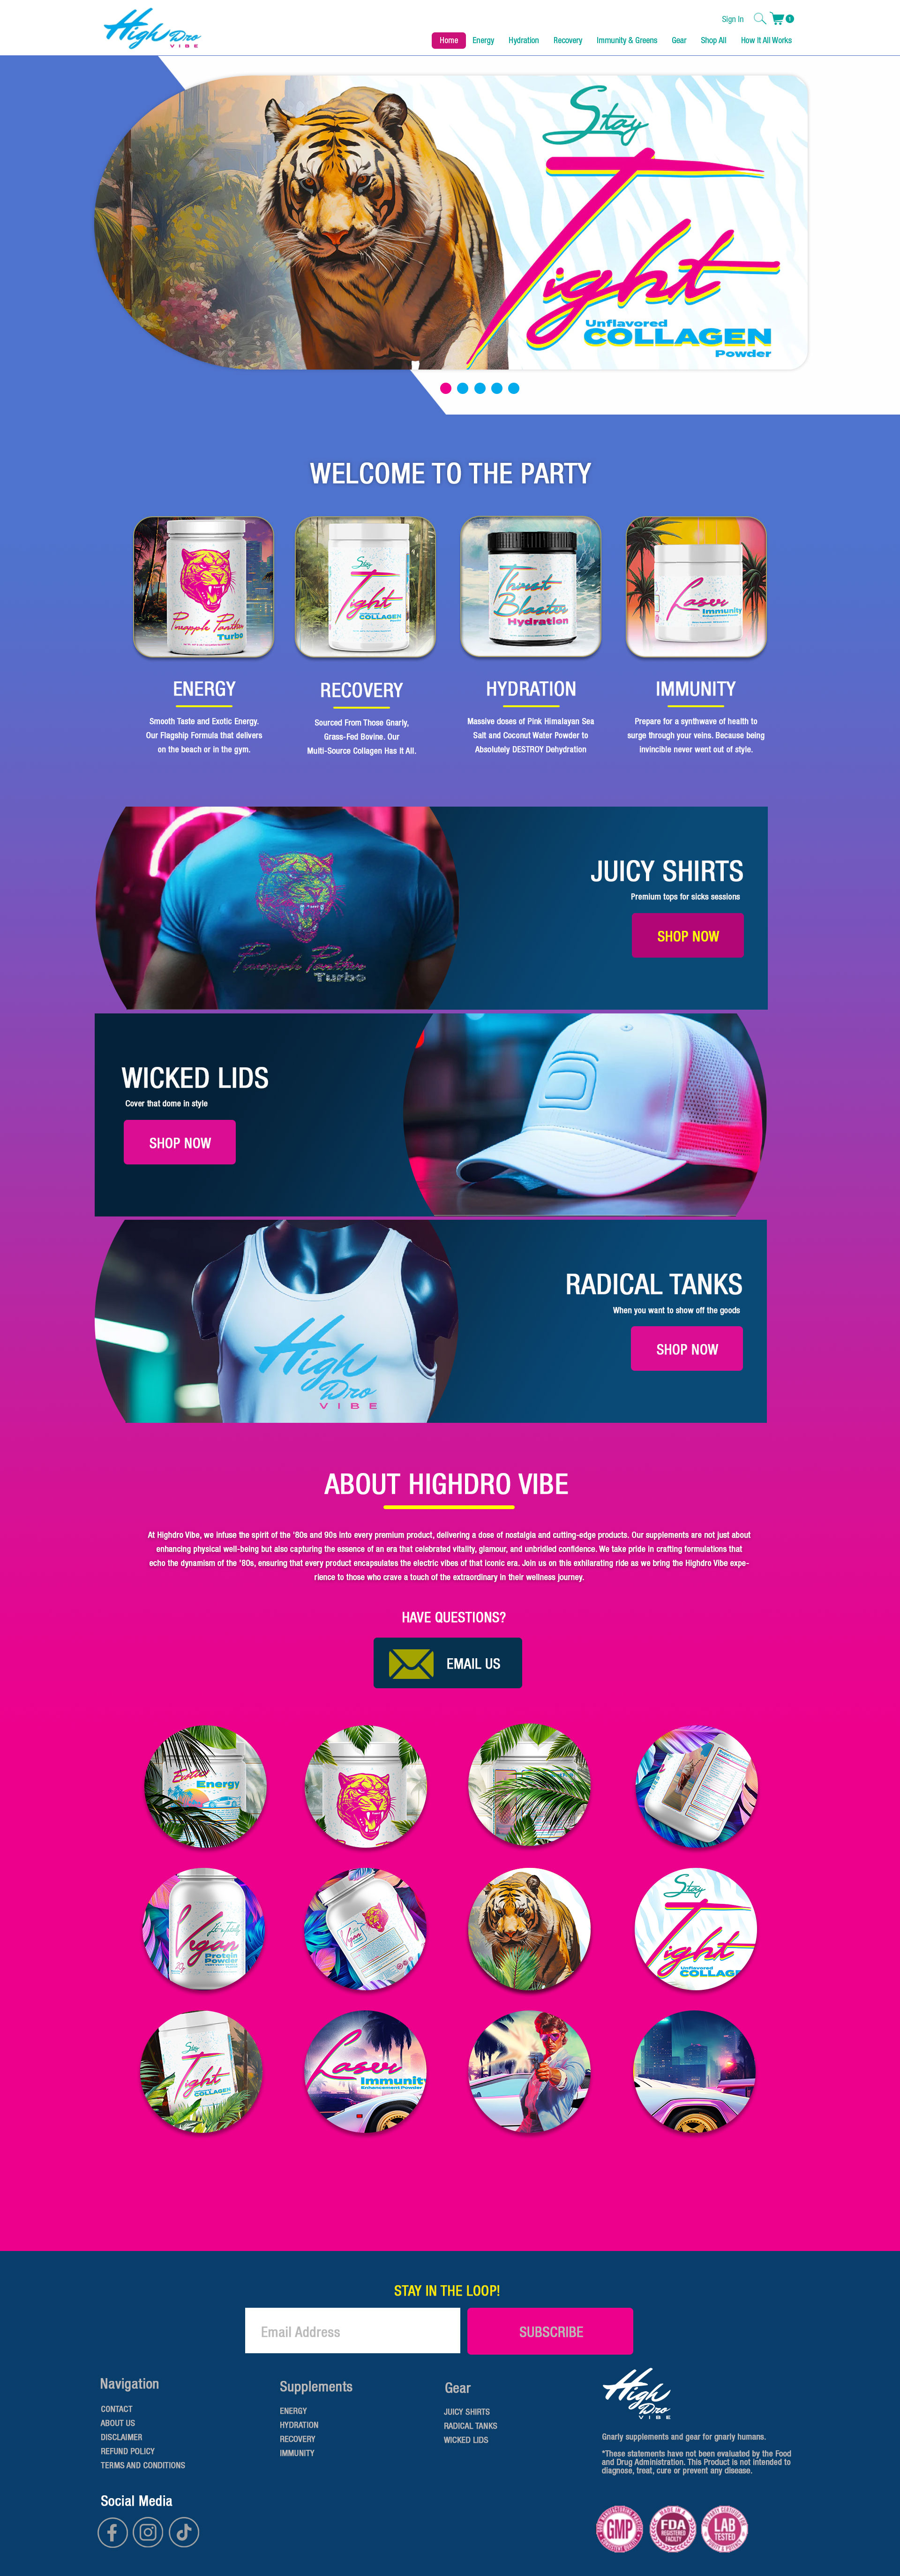 High
Dro
VIBE
Sign In
Home
Energy
Hydration
Recovery
Immunity & Greens
Gear
Shop All
How It All Works
Stay
Tight
Unflavored
COLLAGEN
Powder
WELCOME TO THE PARTY
Pineapple Panther
Turbo
Stay
Tight
COLLAGEN
Thirst
Blaster
Hydration
Laser
Immunity
ENERGY
Smooth Taste and Exotic Energy.
Our Flagship Formula that delivers
on the beach or in the gym.
RECOVERY
Sourced From Those Gnarly,
Grass-Fed Bovine. Our
Multi-Source Collagen Has It All.
HYDRATION
Massive doses of Pink Himalayan Sea
Salt and Coconut Water Powder to
Absolutely DESTROY Dehydration
IMMUNITY
Prepare for a synthwave of health to
surge through your veins. Because being
invincible never went out of style.
Pineapple Panther
Turbo
JUICY SHIRTS
Premium tops for sicks sessions
SHOP NOW
WICKED LIDS
Cover that dome in style
SHOP NOW
High
Dro
VIBE
RADICAL TANKS
When you want to show off the goods
SHOP NOW
ABOUT HIGHDRO VIBE
At Highdro Vibe, we infuse the spirit of the '80s and 90s into every premium product, delivering a dose of nostalgia and cutting-edge products. Our supplements are not just about
enhancing physical well-being but also capturing the essence of an era that celebrated vitality, glamour, and unbridled confidence. We take pride in crafting formulations that
echo the dynamism of the '80s, ensuring that every product encapsulates the electric vibes of that iconic era. Join us on this exhilarating ride as we bring the Highdro Vibe expe-
rience to those who crave a touch of the extraordinary in their wellness journey.
HAVE QUESTIONS?
EMAIL US
Exotic
Energy
Vegan
Protein
Powder
Vegan
Stay
Tight
Unflavored
COLLAG
Stay
Tight
COLLAGEN
Laser
Immunit
Enhancement Powder
STAY IN THE LOOP!
Email Address
SUBSCRIBE
Navigation
CONTACT
ABOUT US
DISCLAIMER
REFUND POLICY
TERMS AND CONDITIONS
Supplements
ENERGY
HYDRATION
RECOVERY
IMMUNITY
Gear
JUICY SHIRTS
RADICAL TANKS
WICKED LIDS
High
Dro
VIBE
Gnarly supplements and gear for gnarly humans.
*These statements have not been evaluated by the Food
and Drug Administration. This Product is not intended to
diagnose, treat, cure or prevent any disease.
Social Media
GMP
MADE IN A
FDA
REGISTERED
FACILITY
LAB
TESTED